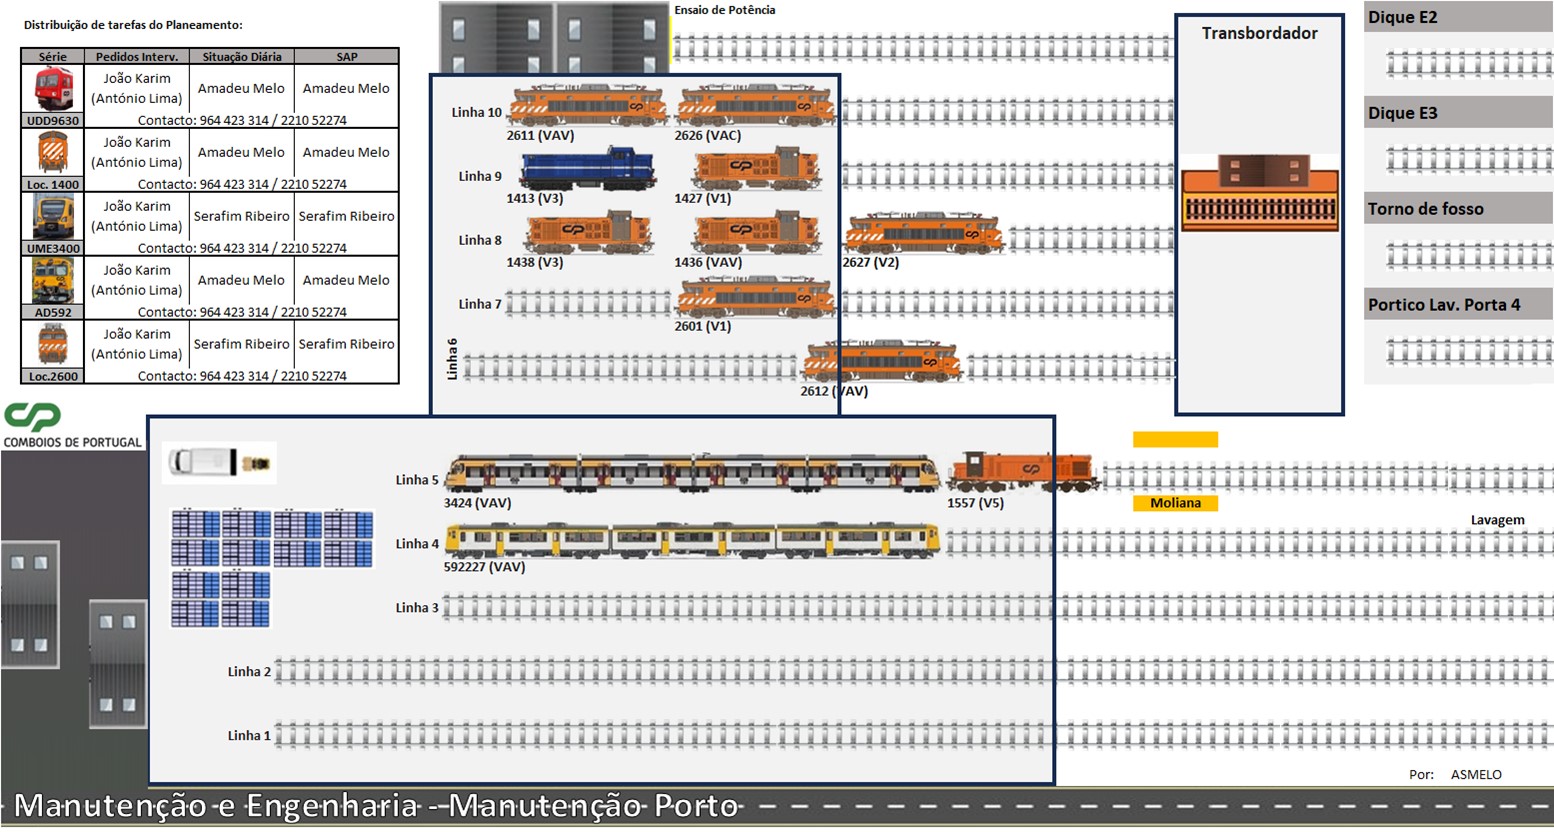 Distribuição de tarefas do Planeamento:
Série Pedidos Interv. Situação Diária SAP
UDD9630 João Karim (António Lima) Amadeu Melo Amadeu Melo
Contacto: 964 423 314 / 2210 52274
Loc. 1400 João Karim (António Lima) Amadeu Melo Amadeu Melo
Contacto: 964 423 314 / 2210 52274
UME3400 João Karim (António Lima) Serafim Ribeiro Serafim Ribeiro
Contacto: 964 423 314 / 2210 52274
AD592 João Karim (António Lima) Amadeu Melo Amadeu Melo
Contacto: 964 423 314 / 2210 52274
Loc.2600 João Karim (António Lima) Serafim Ribeiro Serafim Ribeiro
Contacto: 964 423 314 / 2210 52274
CP
COMBOIOS DE PORTUGAL
Ensaio de Potência
Linha 10
2611 (VAV) 2626 (VAC)
Linha 9
1413 (V3) 1427 (V1)
Linha 8
1438 (V3) 1436 (VAV) 2627 (V2)
Linha 7
2601 (V1)
Linha 6
2612 (VAV)
Transbordador
Dique E2
Dique E3
Torno de fosso
Portico Lav. Porta 4
Linha 5
3424 (VAV) 1557 (V5)
Moliana
Lavagem
Linha 4
592227 (VAV)
Linha 3
Linha 2
Linha 1
Por: ASMELO
Manutenção e Engenharia - Manutenção Porto